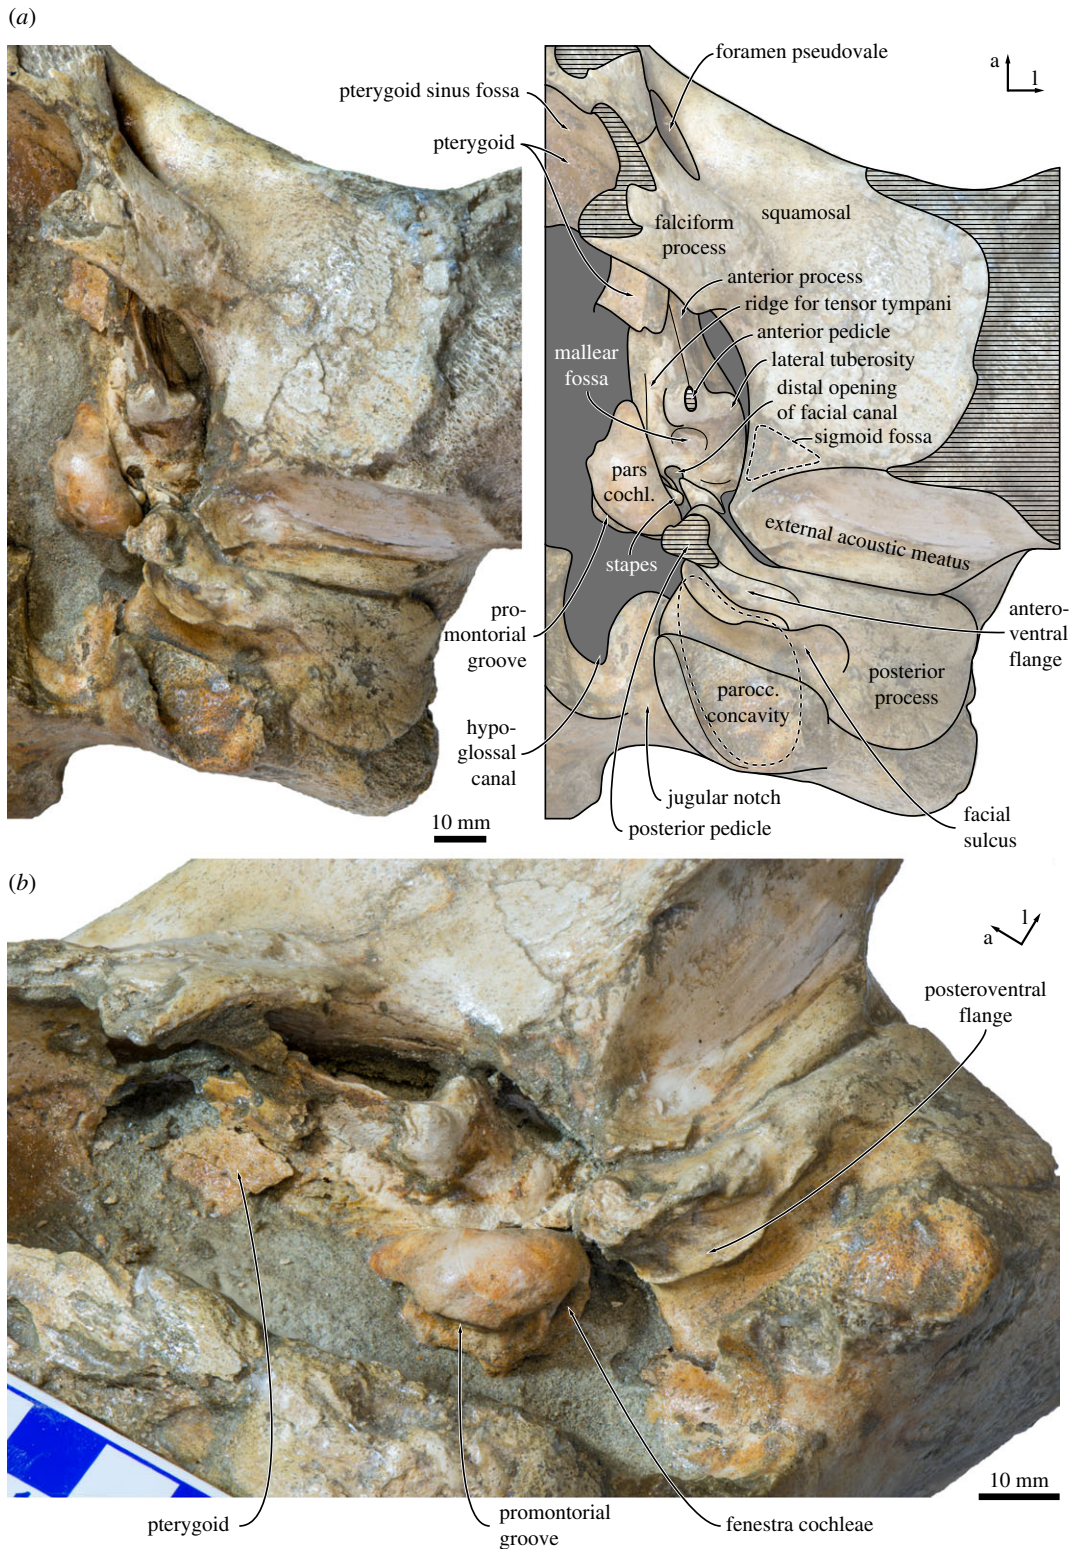 (a)
foramen pseudovale
pterygoid sinus fossa
pterygoid
a
l
squamosal
falciform
process
anterior process
ridge for tensor tympani
anterior pedicle
mallear
fossa
lateral tuberosity
distal opening
of facial canal
sigmoid fossa
pars
cochl.
external acoustic meatus
stapes
pro-
montorial
groove
antero-
ventral
flange
posterior
process
parocc.
concavity
hypo-
glossal
canal
jugular notch
posterior pedicle
facial
sulcus
10 mm
(b)
a
l
posteroventral
flange
10 mm
pterygoid
promontorial
groove
fenestra cochleae